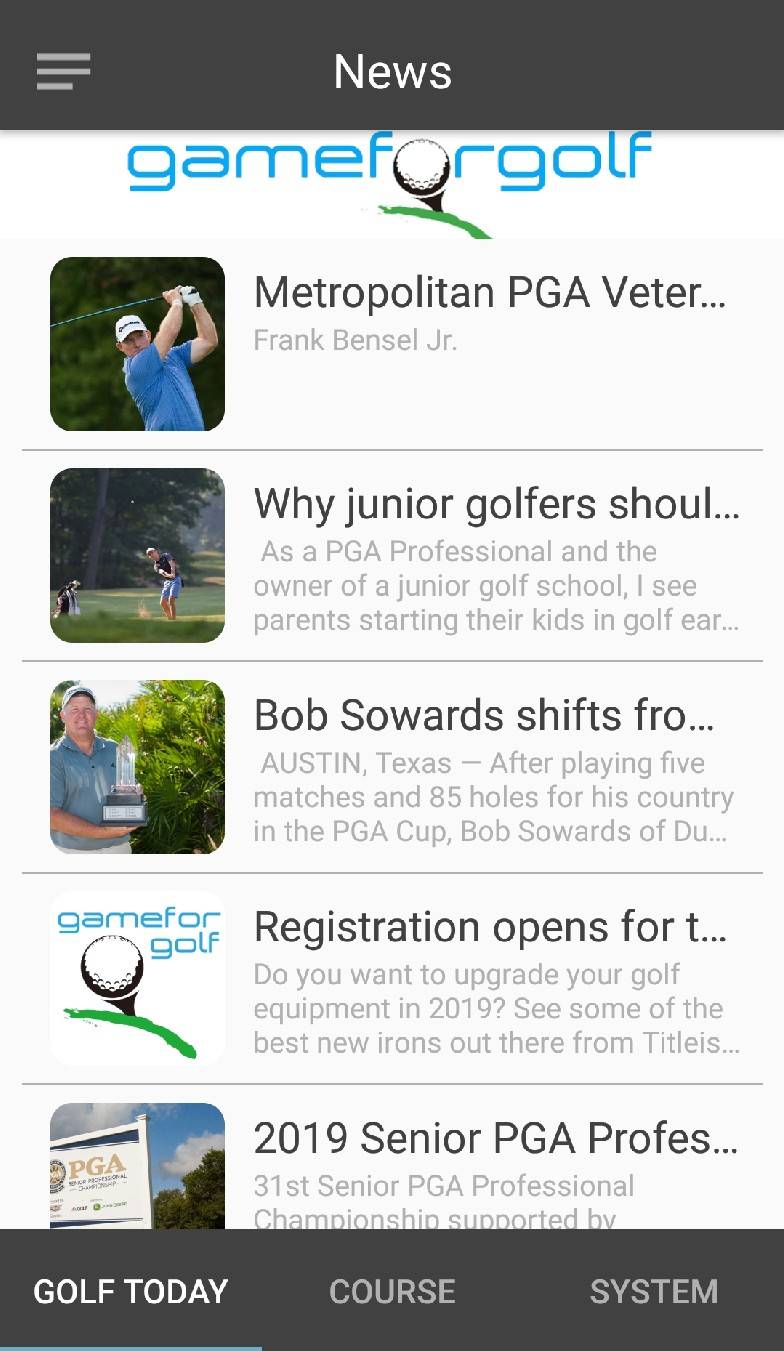 News
gameforgolf
Metropolitan PGA Veter...
Frank Bensel Jr.
Why junior golfers shoul...
As a PGA Professional and the
owner of a junior golf school, I see
parents starting their kids in golf ear...
Bob Sowards shifts fro...
AUSTIN, Texas — After playing five
matches and 85 holes for his country
in the PGA Cup, Bob Sowards of Du...
gamefor
golf
Registration opens for t...
Do you want to upgrade your golf
equipment in 2019? See some of the
best new irons out there from Titleis...
PGA
SENIOR PROFESSIONAL
CHAMPIONSHIP
2019 Senior PGA Profes...
31st Senior PGA Professional
Championship supported by
GOLF TODAY
COURSE
SYSTEM